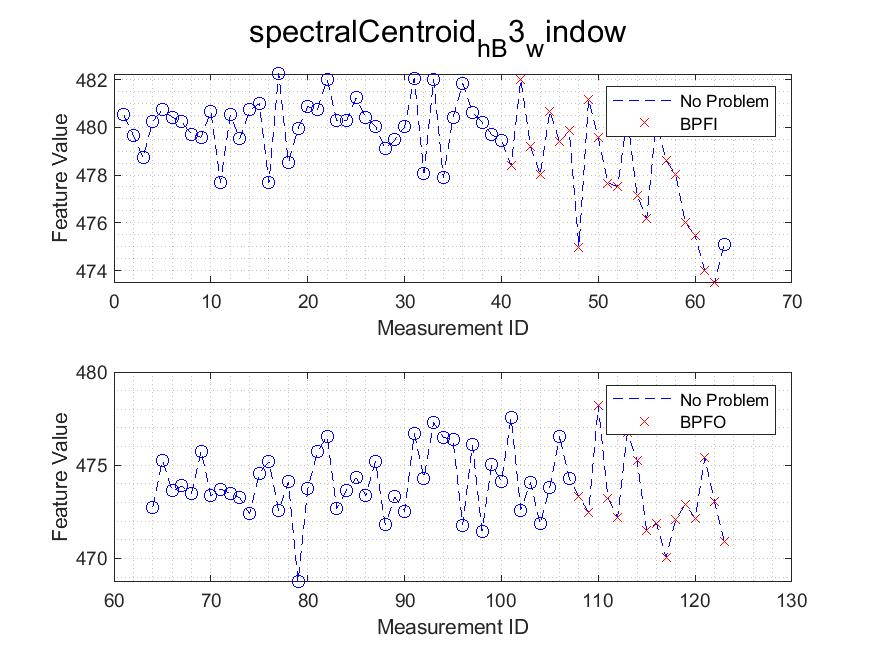 spectralCentroid_hB3_window
482
480
478
476
474
Feature Value
No Problem
BPFI
0 10 20 30 40 50 60 70
Measurement ID
480
475
470
Feature Value
No Problem
BPFO
60 70 80 90 100 110 120 130
Measurement ID